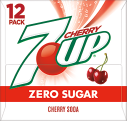 12
PACK
CHERRY
7UP
ZERO SUGAR
CHERRY SODA